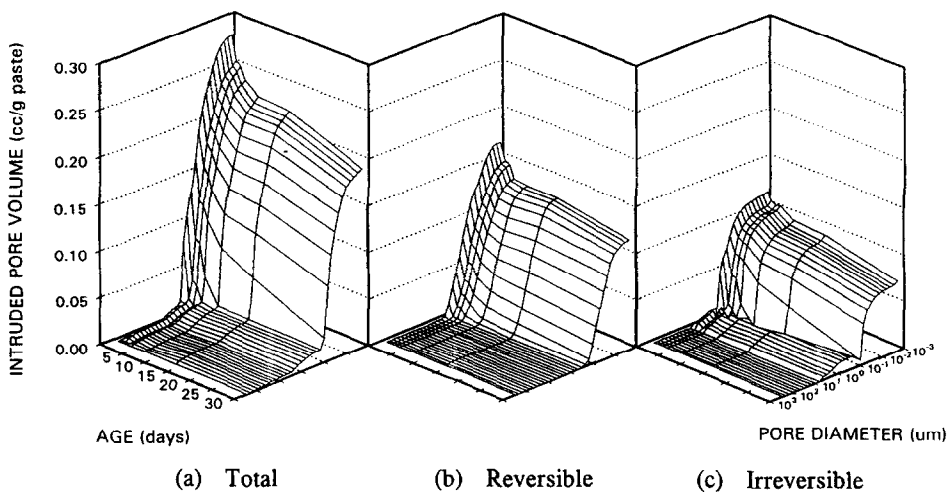 INTRUDED PORE VOLUME (cc/g paste)
0.30
0.25
0.20
0.15
0.10
0.05
0.00
5
10
15
20
25
30
AGE (days)
10³ 10² 10¹ 10⁰ 10⁻¹ 10⁻² 10⁻³
PORE DIAMETER (um)
(a) Total
(b) Reversible
(c) Irreversible